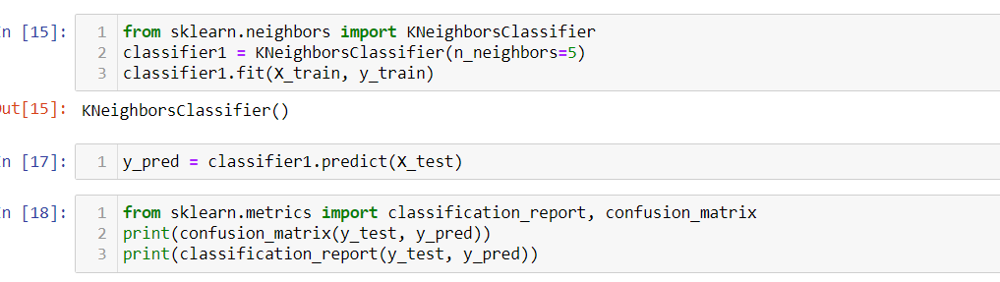 n [15]: 1 from sklearn.neighbors import KNeighborsClassifier
2 classifier1 = KNeighborsClassifier(n_neighbors=5)
3 classifier1.fit(X_train, y_train)
ut[15]: KNeighborsClassifier()
n [17]: 1 y_pred = classifier1.predict(X_test)
n [18]: 1 from sklearn.metrics import classification_report, confusion_matrix
2 print(confusion_matrix(y_test, y_pred))
3 print(classification_report(y_test, y_pred))